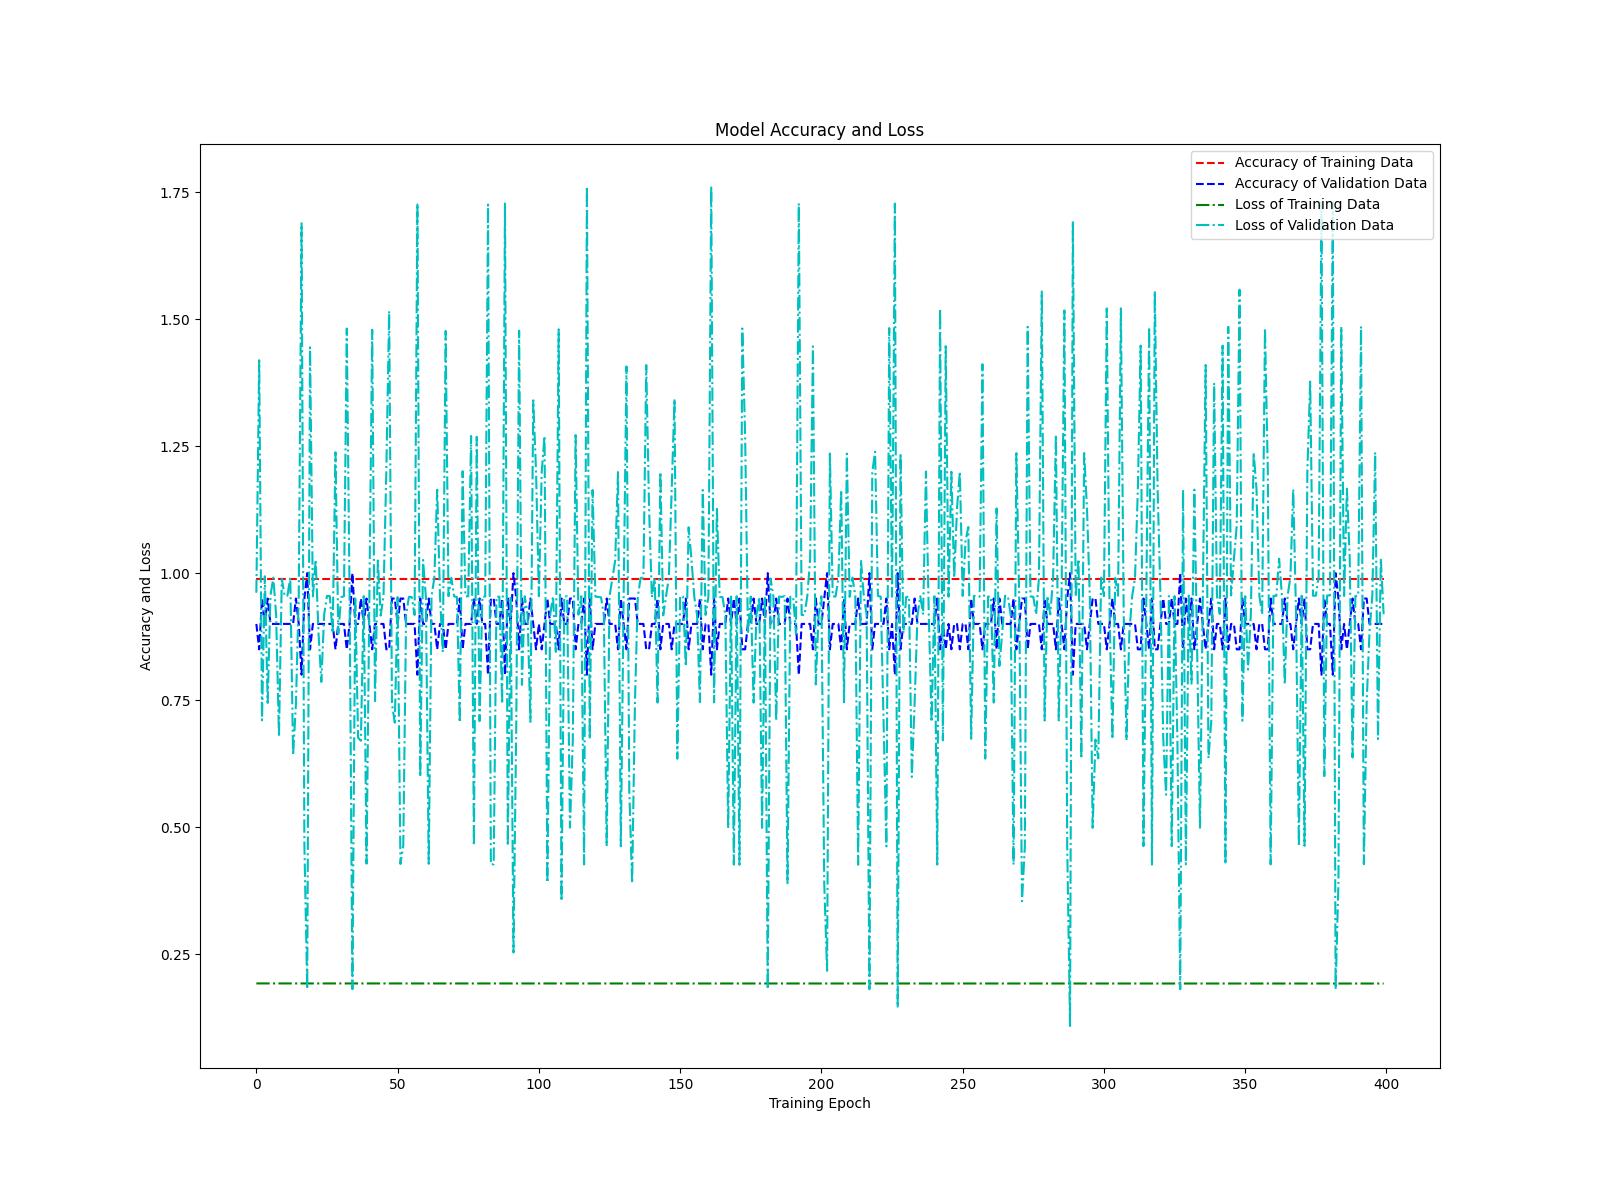 Model Accuracy and Loss
Accuracy of Training Data
Accuracy of Validation Data
Loss of Training Data
Loss of Validation Data
1.75
1.50
1.25
1.00
0.75
0.50
0.25
Accuracy and Loss
0 50 100 150 200 250 300 350 400
Training Epoch